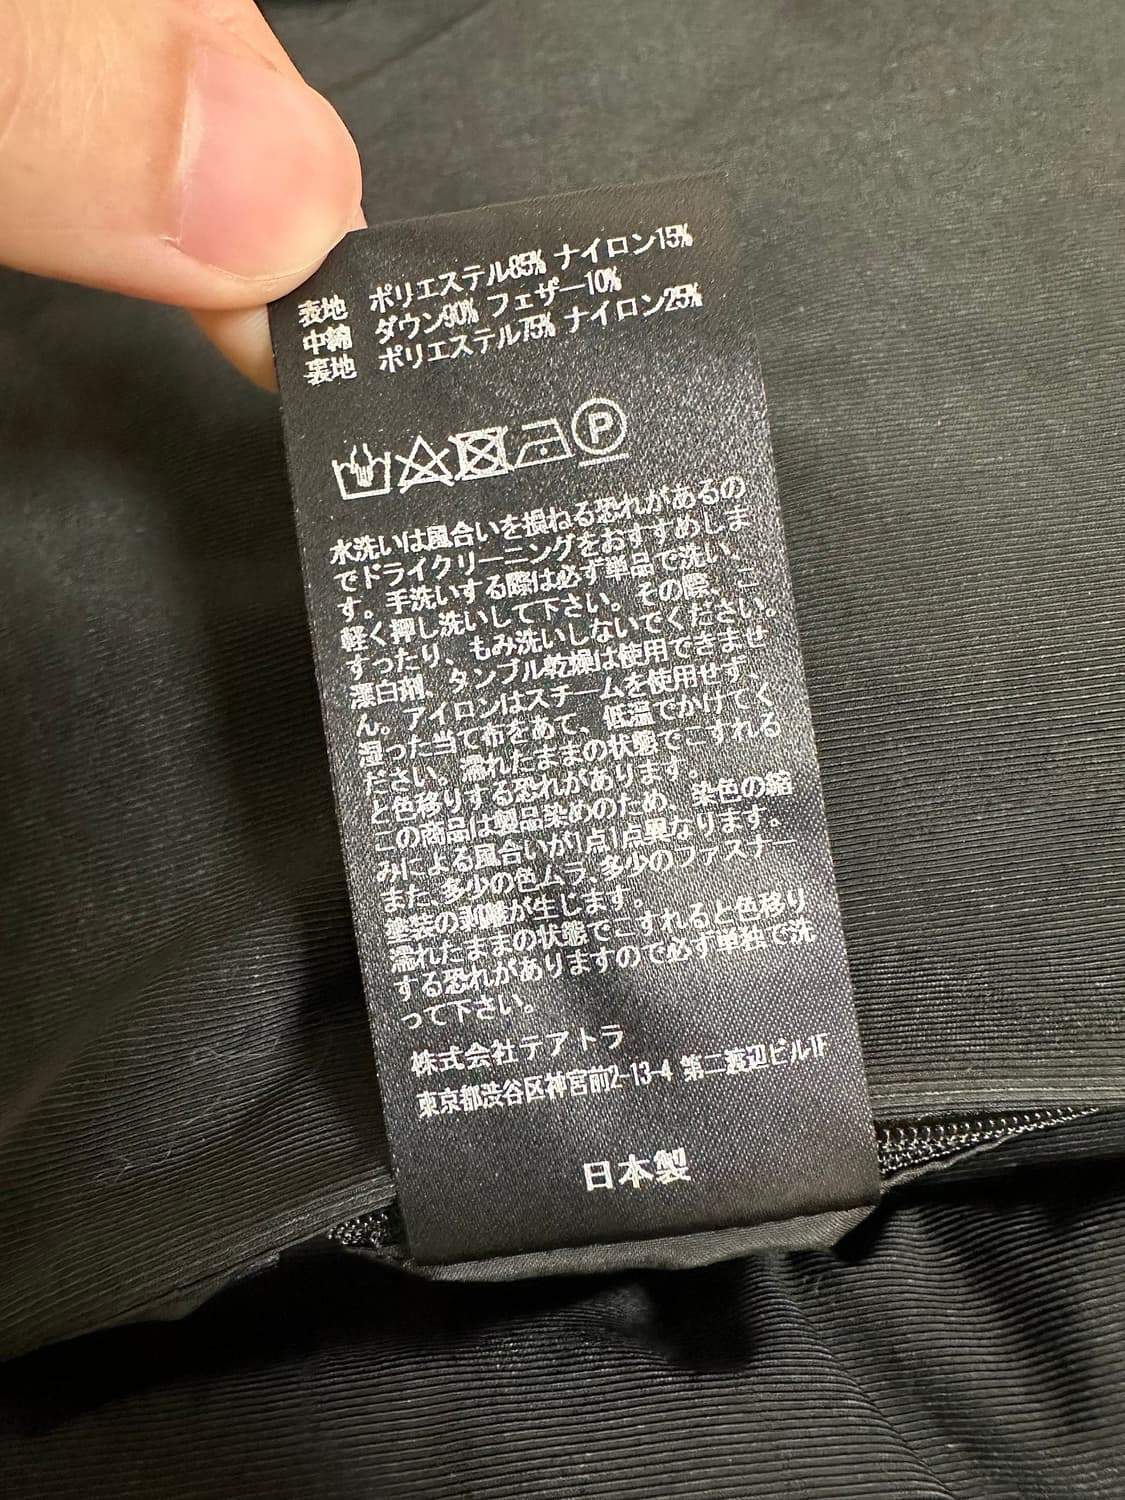 表地 ポリエステル85% ナイロン15%
中綿 ダウン90% フェザー10%
裏地 ポリエステル75% ナイロン25%
P
水洗いは風合いを損ねる恐れがあるの
でドライクリーニングをおすすめしま
す。手洗いする際は必ず単品で洗い、
軽く押し洗いして下さい。その際、こ
すったり、もみ洗いしないでください。
漂白剤、タンブル乾燥は使用できませ
ん。アイロンはスチームを使用せず、
湿った当て布をあて、低温でかけてく
ださい。濡れたままの状態でこすれる
と色移りする恐れがあります。
この商品は製品染めのため、染色の縮
みによる風合いが1点1点異なります。
また、多少の色ムラ、多少のファスナー
塗装の剥離が生じます。
濡れたままの状態でこすれると色移り
する恐れがありますので必ず単独で洗
って下さい。
株式会社テアトラ
東京都渋谷区神宮前2-13-4 第二渡辺ビル1F
日本製